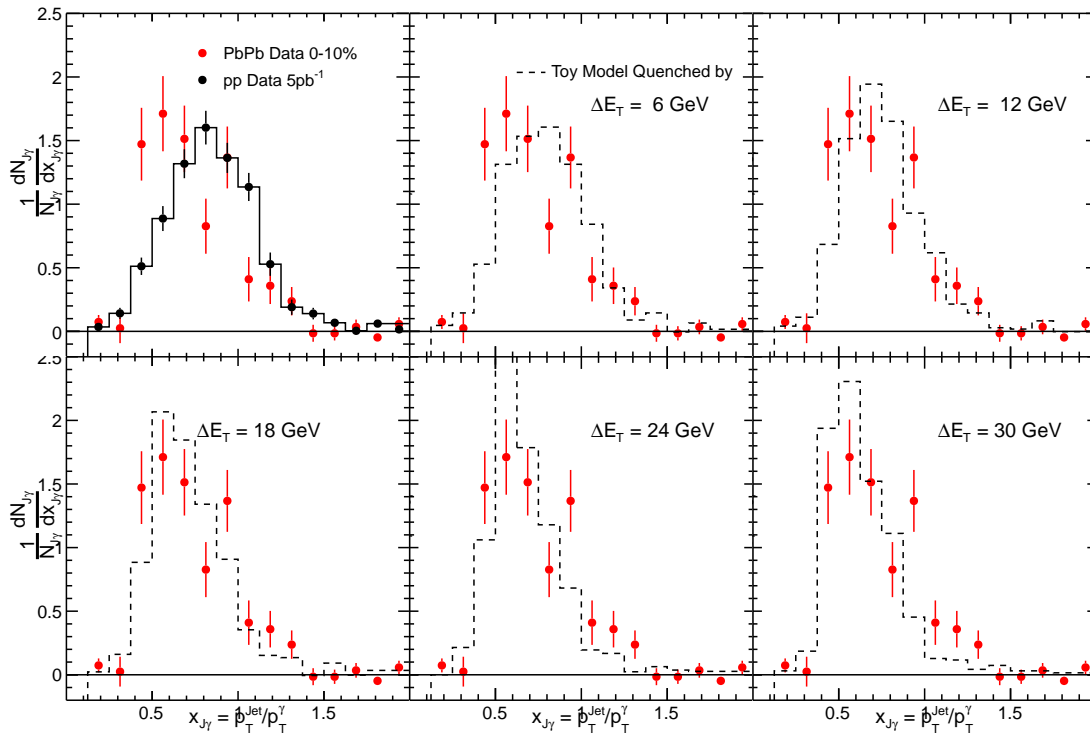 2.5
2
1.5
1
0.5
0
PbPb Data 0-10%
pp Data 5pb⁻¹
Toy Model Quenched by
ΔE_T = 6 GeV
ΔE_T = 12 GeV
1/N_Jγ dN_Jγ/dx_Jγ
2.5
2
1.5
1
0.5
0
ΔE_T = 18 GeV
ΔE_T = 24 GeV
ΔE_T = 30 GeV
1/N_Jγ dN_Jγ/dx_Jγ
0.5 1 1.5
0.5 1 1.5
0.5 1 1.5
x_Jγ = p_T^Jet/p_T^γ
x_Jγ = p_T^Jet/p_T^γ
x_Jγ = p_T^Jet/p_T^γ